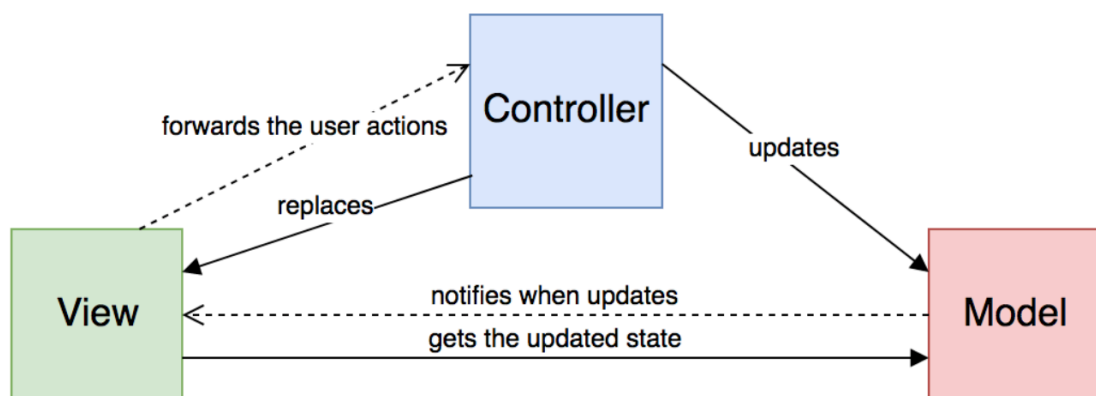 Controller
forwards the user actions
updates
replaces
View
notifies when updates
gets the updated state
Model